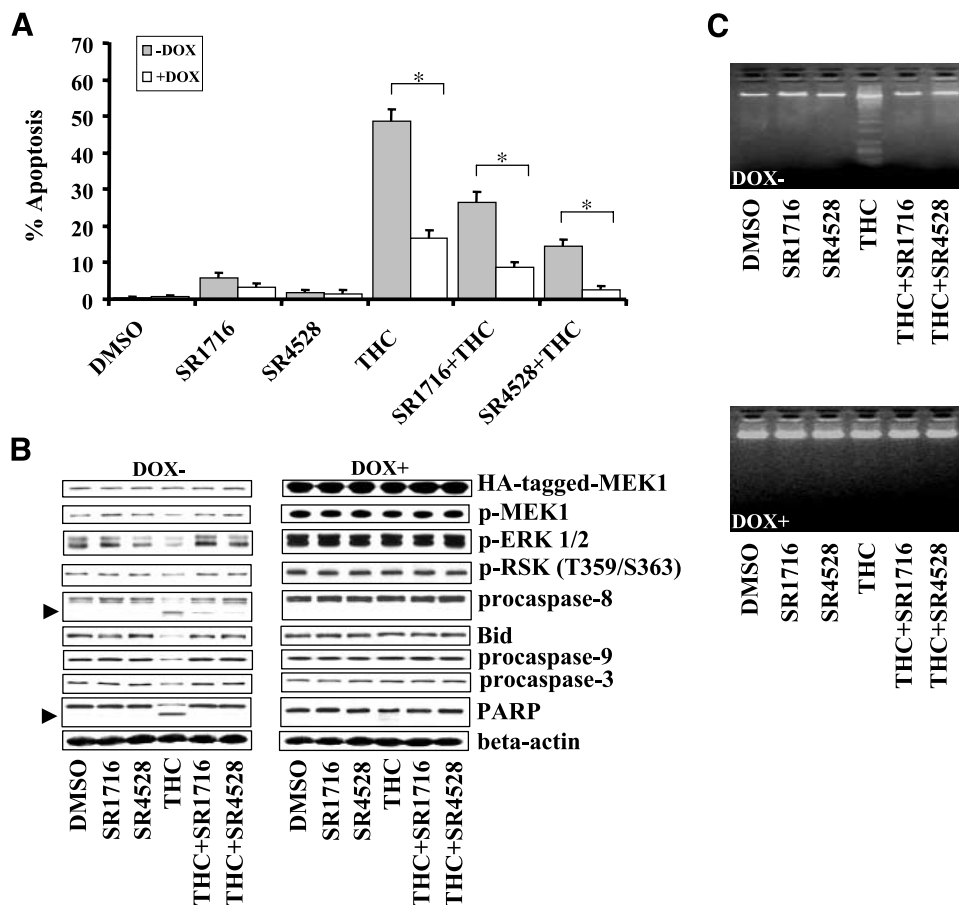 A
-DOX
+DOX
% Apoptosis
70
60
50
40
30
20
10
0
*
*
*
DMSO
SR1716
SR4528
THC
SR1716+THC
SR4528+THC
B
DOX-
DOX+
HA-tagged-MEK1
p-MEK1
p-ERK 1/2
p-RSK (T359/S363)
procaspase-8
Bid
procaspase-9
procaspase-3
PARP
beta-actin
DMSO
SR1716
SR4528
THC
THC+SR1716
THC+SR4528
DMSO
SR1716
SR4528
THC
THC+SR1716
THC+SR4528
C
DOX-
DMSO
SR1716
SR4528
THC
THC+SR1716
THC+SR4528
DOX+
DMSO
SR1716
SR4528
THC
THC+SR1716
THC+SR4528